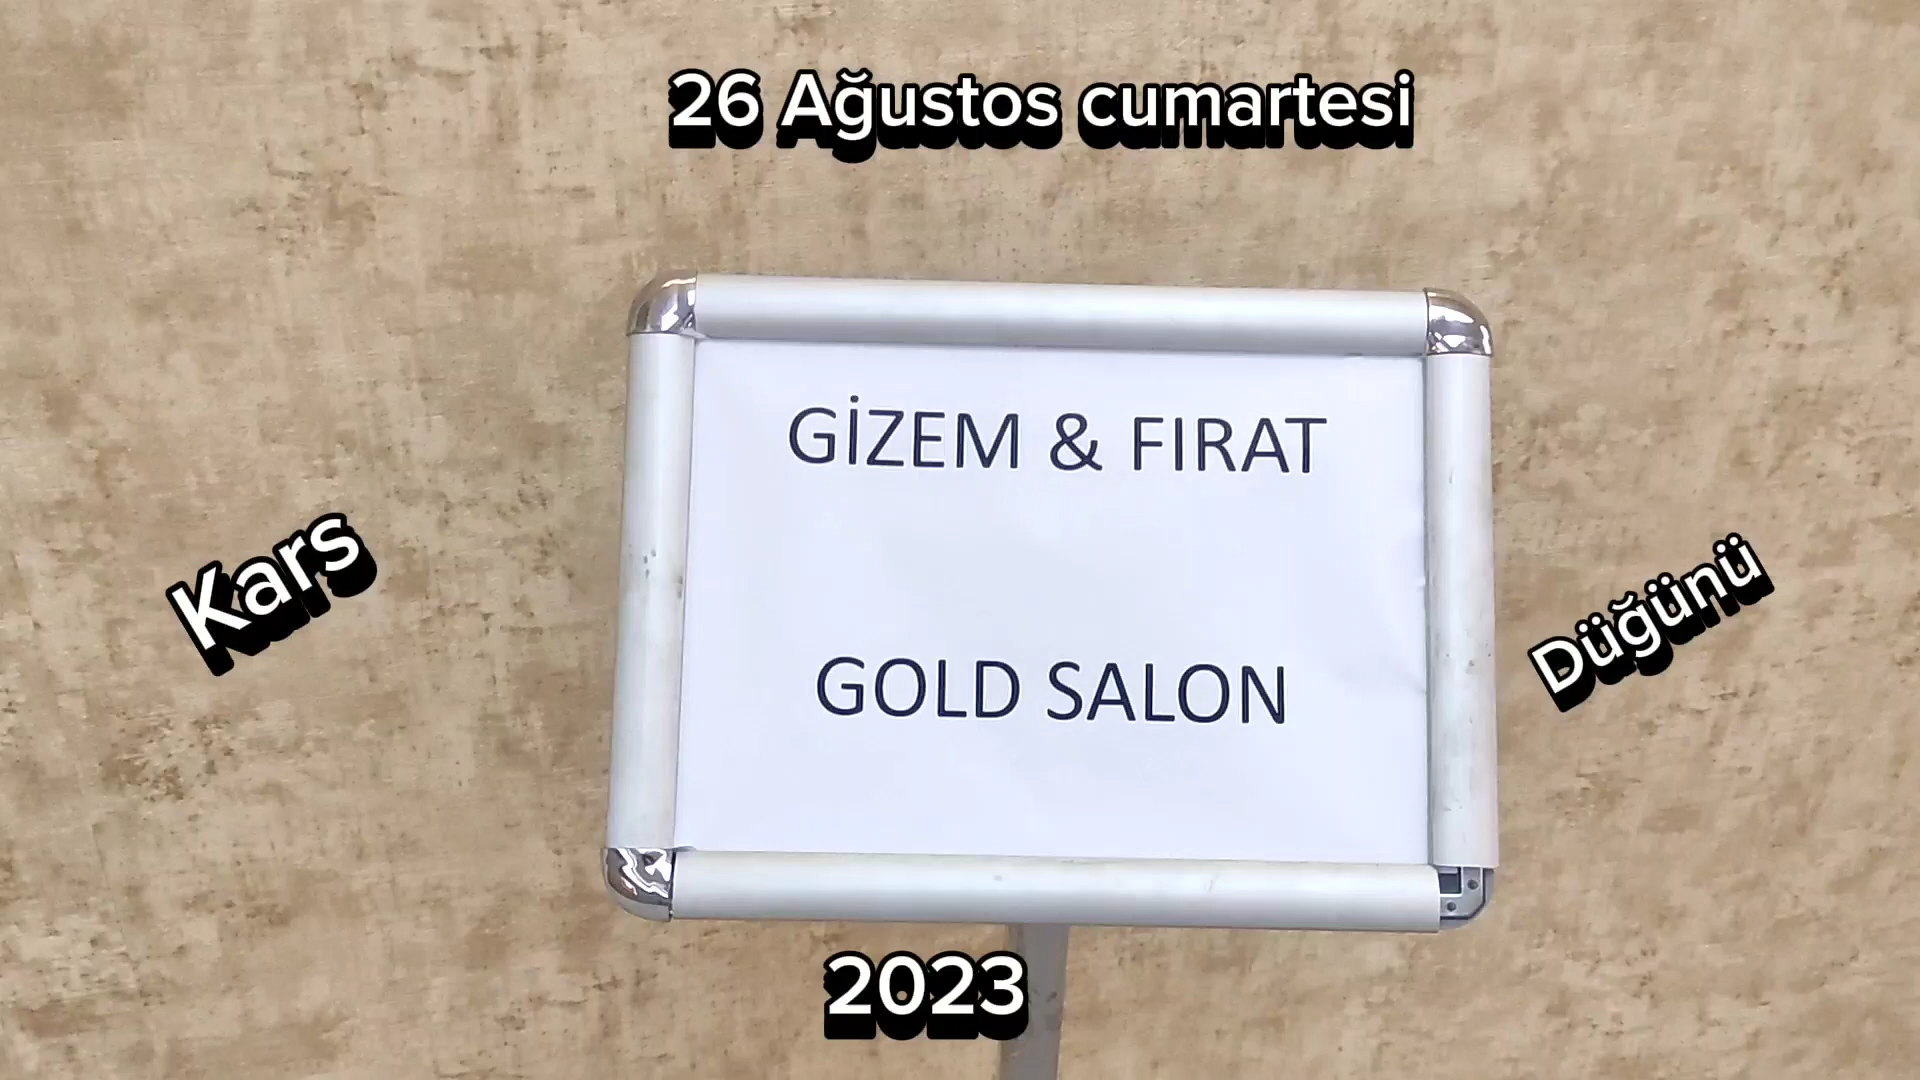 26 Ağustos cumartesi
GİZEM & FIRAT
Kars
Düğünü
GOLD SALON
2023